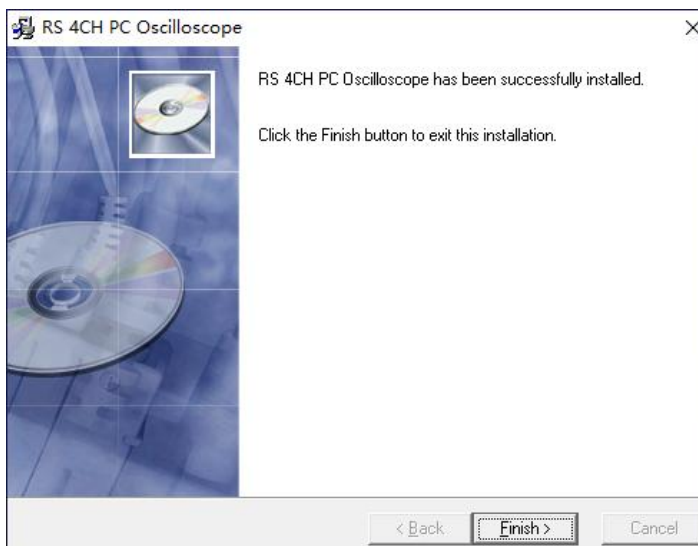 RS 4CH PC Oscilloscope
RS 4CH PC Oscilloscope has been successfully installed.
Click the Finish button to exit this installation.
< Back
Finish >
Cancel